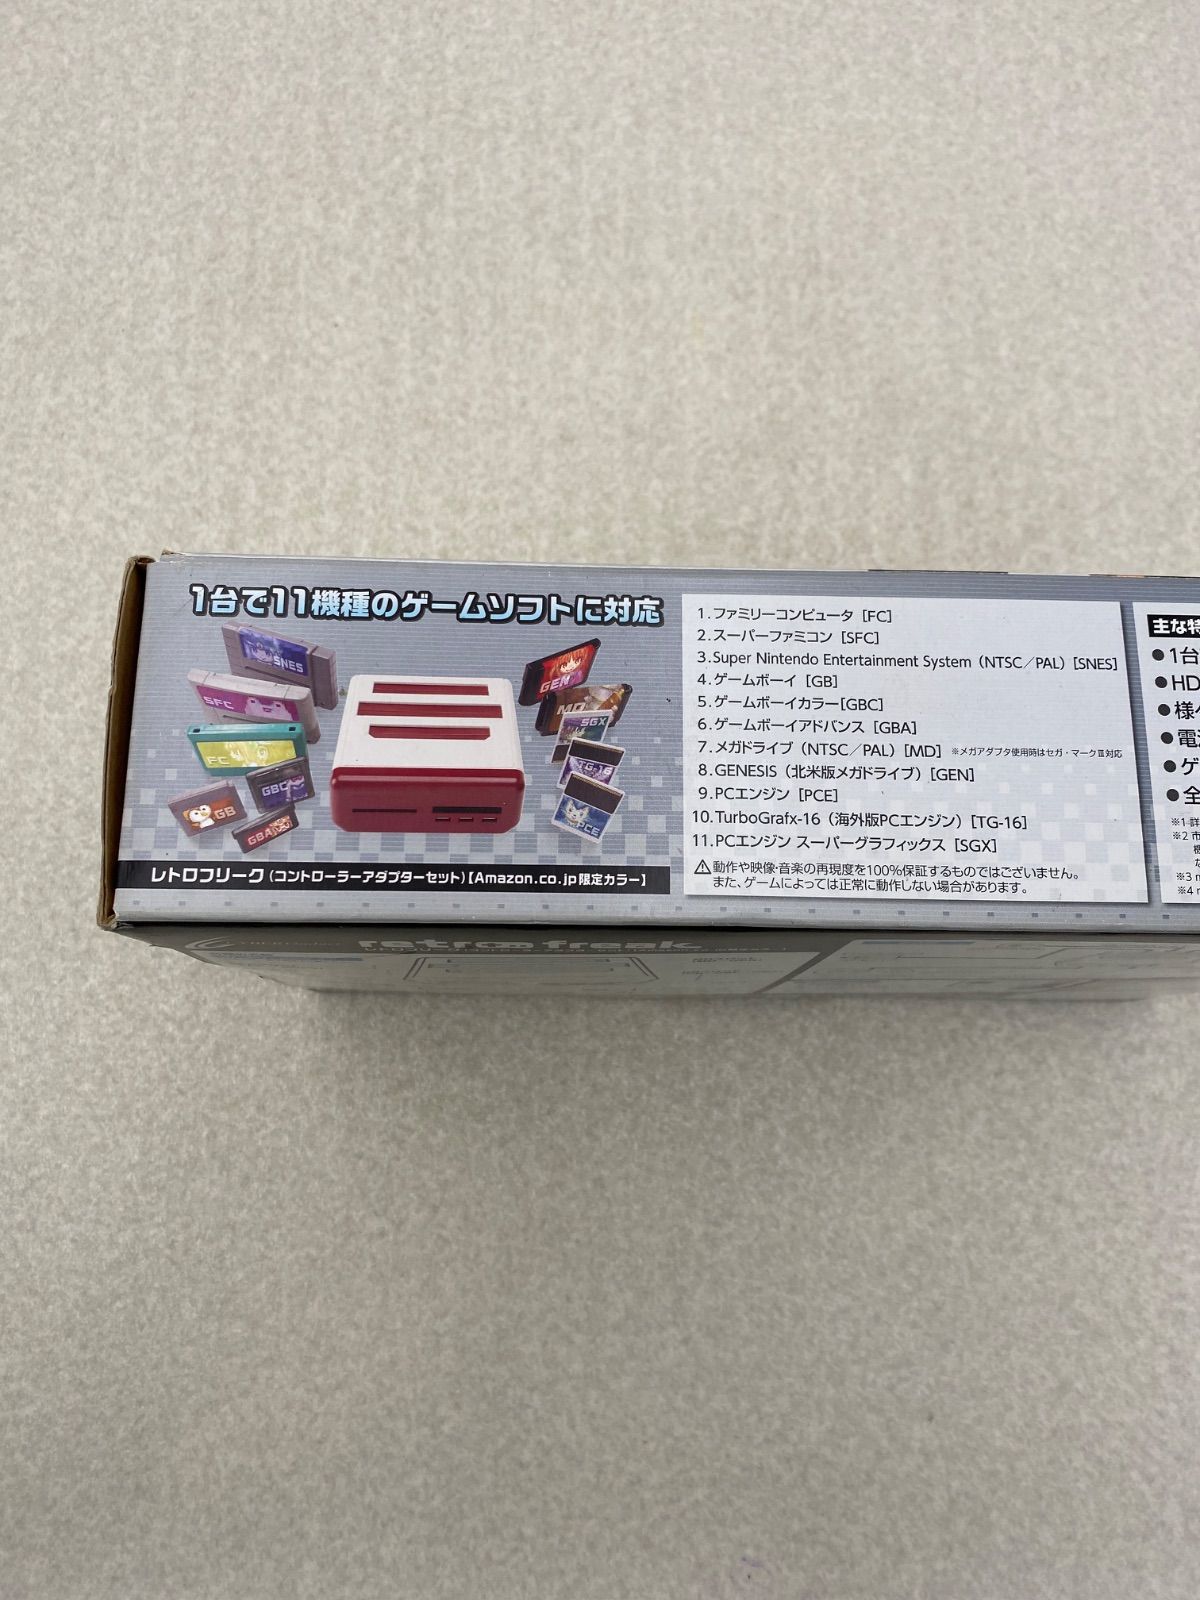 1台で11機種のゲームソフトに対応
SNES
SFC
FC
GBC
GB
GBA
GEN
MD
SGX
TG-16
PCE
レトロフリーク(コントローラーアダプターセット)【Amazon.co.jp限定カラー】
1.ファミリーコンピュータ [FC]
2.スーパーファミコン [SFC]
3.Super Nintendo Entertainment System (NTSC/PAL) [SNES]
4.ゲームボーイ [GB]
5.ゲームボーイカラー[GBC]
6.ゲームボーイアドバンス [GBA]
7.メガドライブ (NTSC/PAL) [MD] ※メガアダプタ使用時はセガ・マークⅢ対応
8.GENESIS (北米版メガドライブ) [GEN]
9.PCエンジン [PCE]
10.TurboGrafx-16 (海外版PCエンジン) [TG-16]
11.PCエンジン スーパーグラフィックス [SGX]
⚠動作や映像・音楽の再現度を100%保証するものではございません。
また、ゲームによっては正常に動作しない場合があります。
主な特
●1台
●HD
●様々
●電
●ゲ
●全
※1 詳
※2 市
※3
※4
retro freak